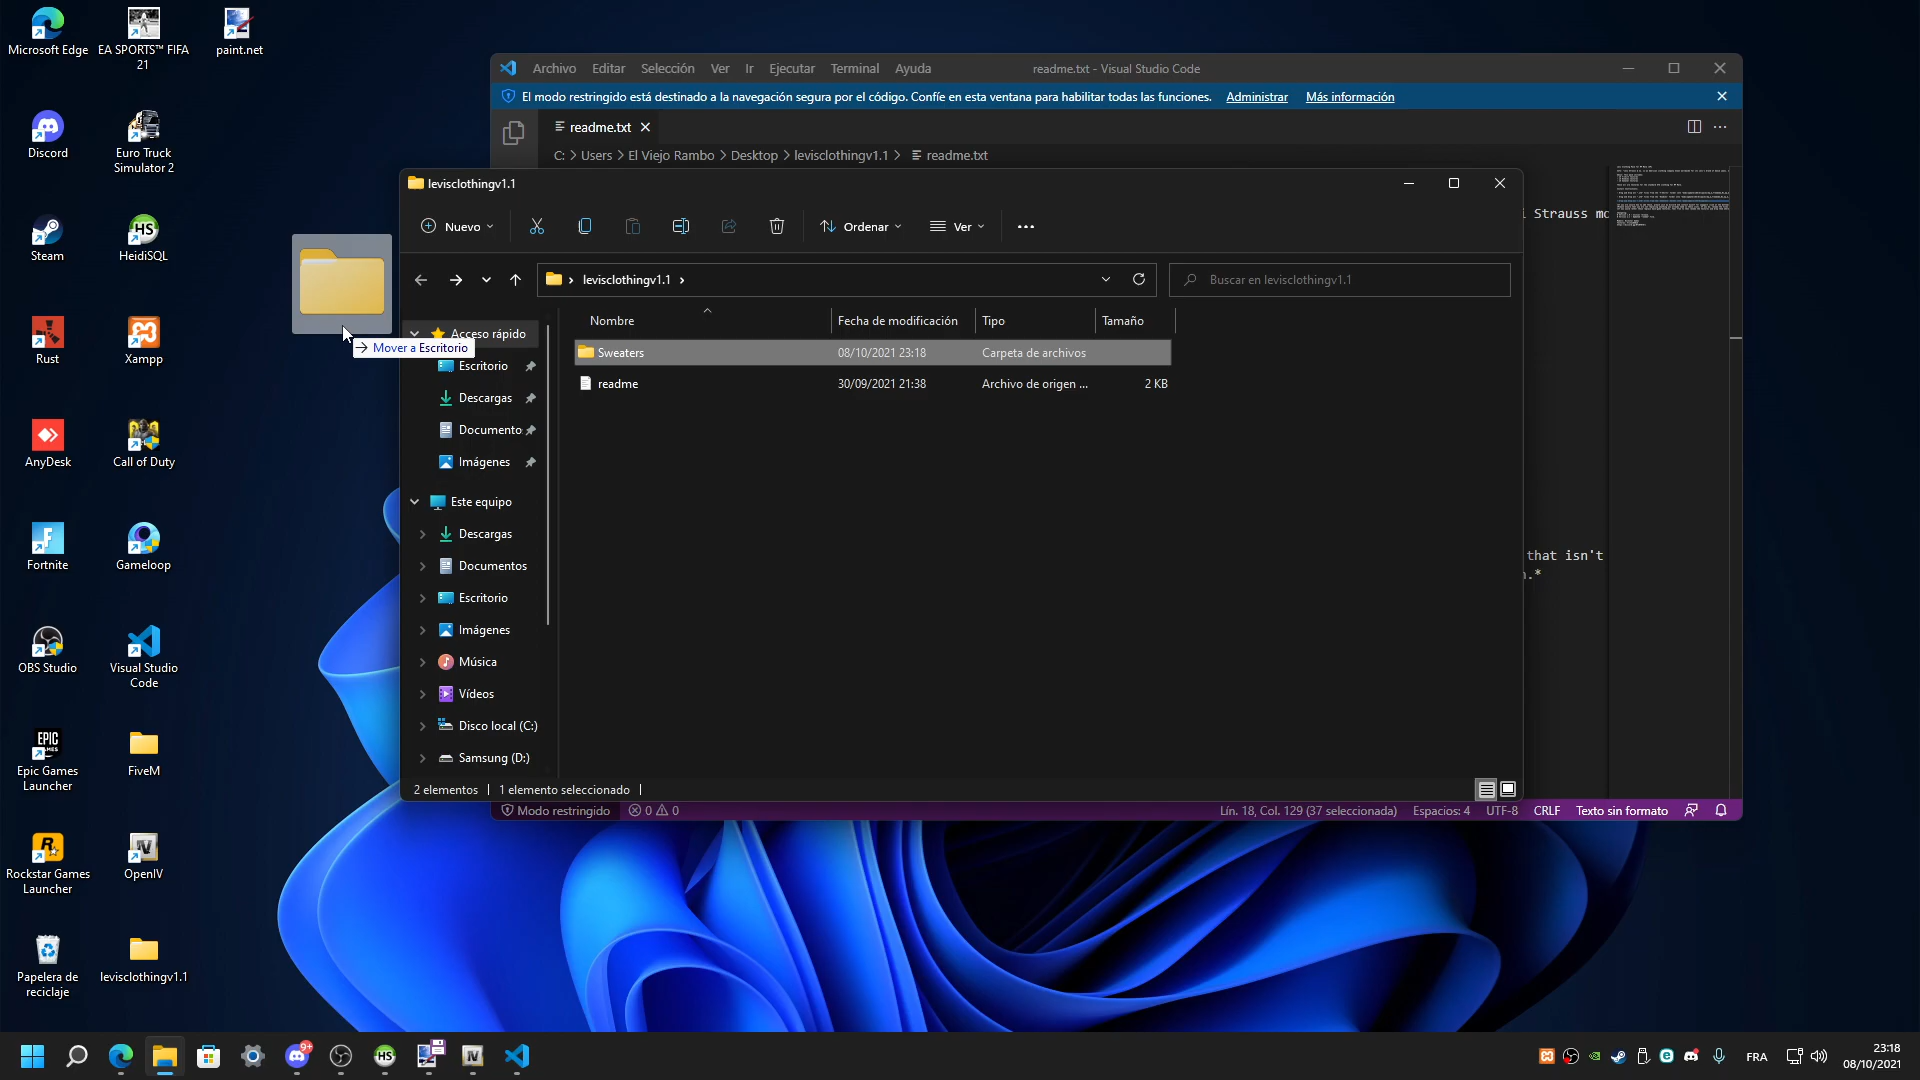 Microsoft Edge
EA SPORTS™ FIFA
21
paint.net
Discord
Euro Truck
Simulator 2
Steam
HeidiSQL
Rust
Xampp
AnyDesk
Call of Duty
Fortnite
Gameloop
OBS Studio
Visual Studio
Code
Epic Games
Launcher
FiveM
Rockstar Games
Launcher
OpenIV
Papelera de
reciclaje
levisclothingv1.1
Archivo Editar Selección Ver Ir Ejecutar Terminal Ayuda
readme.txt - Visual Studio Code
El modo restringido está destinado a la navegación segura por el código. Confíe en esta ventana para habilitar todas las funciones. Administrar Más información
readme.txt
C: > Users > El Viejo Rambo > Desktop > levisclothingv1.1 > readme.txt
Strauss mo
that isn't
.*
levisclothingv1.1
Nuevo
Ordenar
Ver
levisclothingv1.1
Buscar en levisclothingv1.1
Mover a Escritorio
Acceso rápido
Escritorio
Descargas
Documento
Imágenes
Este equipo
Descargas
Documentos
Escritorio
Imágenes
Música
Vídeos
Disco local (C:)
Samsung (D:)
Nombre Fecha de modificación Tipo Tamaño
Sweaters 08/10/2021 23:18 Carpeta de archivos
readme 30/09/2021 21:38 Archivo de origen ... 2 KB
2 elementos 1 elemento seleccionado
Modo restringido 0 0
Lín. 18, Col. 129 (37 seleccionada) Espacios: 4 UTF-8 CRLF Texto sin formato
9+
FRA
23:18
08/10/2021